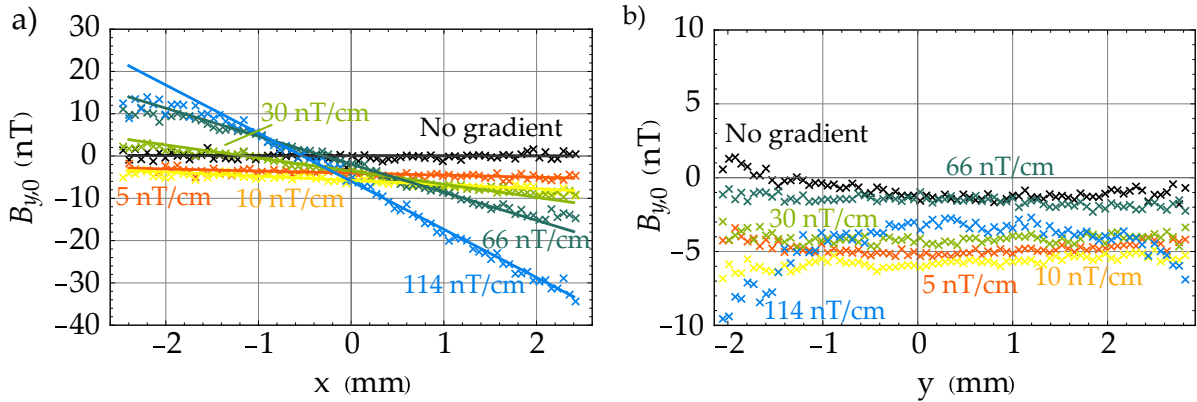 a)
30
20
10
0
−10
−20
−30
−40
B_{y,0} (nT)
30 nT/cm
No gradient
5 nT/cm
10 nT/cm
66 nT/cm
114 nT/cm
−2
−1
0
1
2
x (mm)
b)
10
5
0
−5
−10
B_{y,0} (nT)
No gradient
66 nT/cm
30 nT/cm
5 nT/cm
10 nT/cm
114 nT/cm
−2
−1
0
1
2
y (mm)